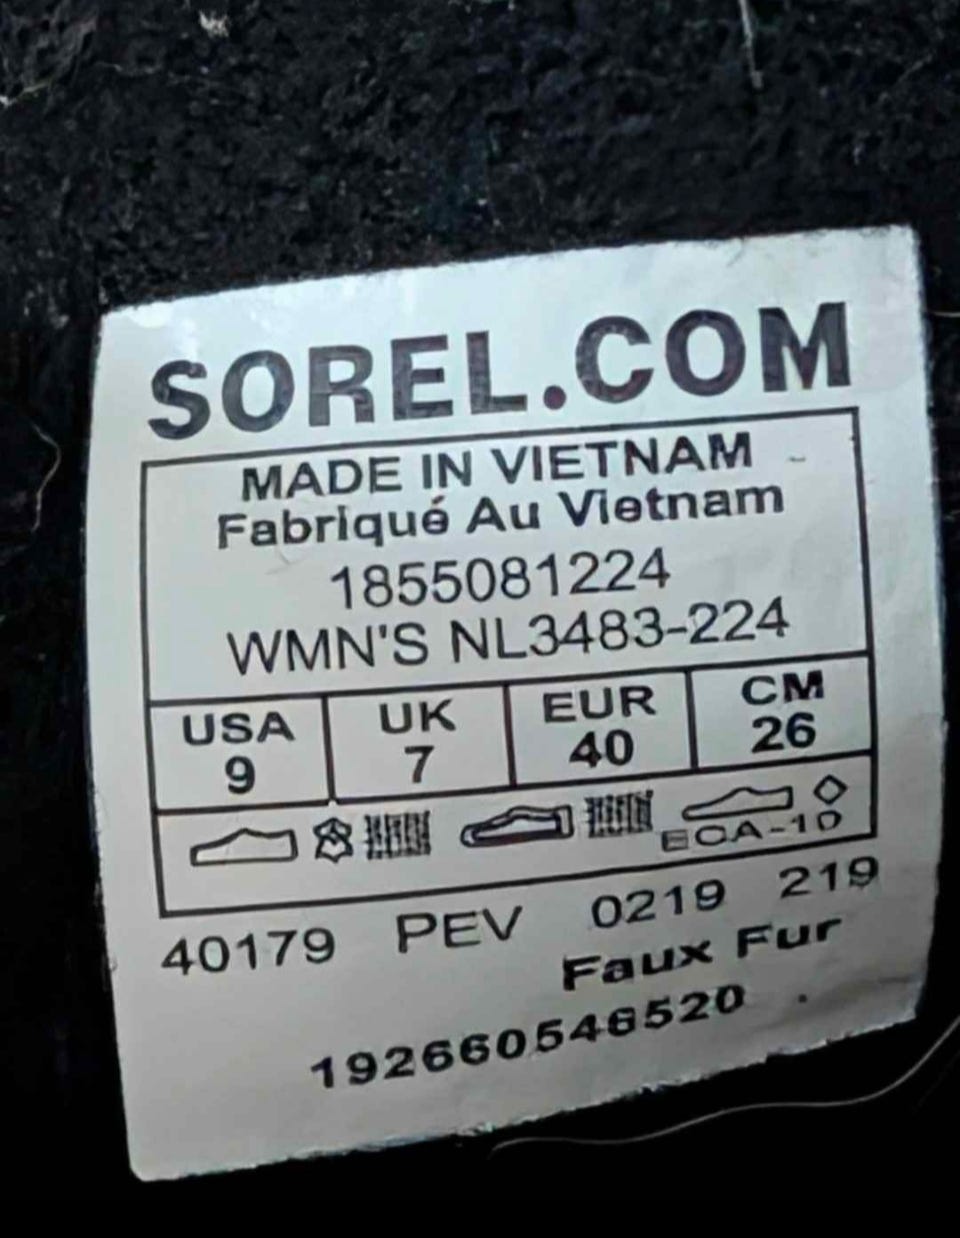 SOREL.COM
MADE IN VIETNAM
Fabriqué Au Vietnam
1855081224
WMN'S NL3483-224
USA UK EUR CM
9 7 40 26
ECA-10
40179 PEV 0219 219
Faux Fur
192660546520